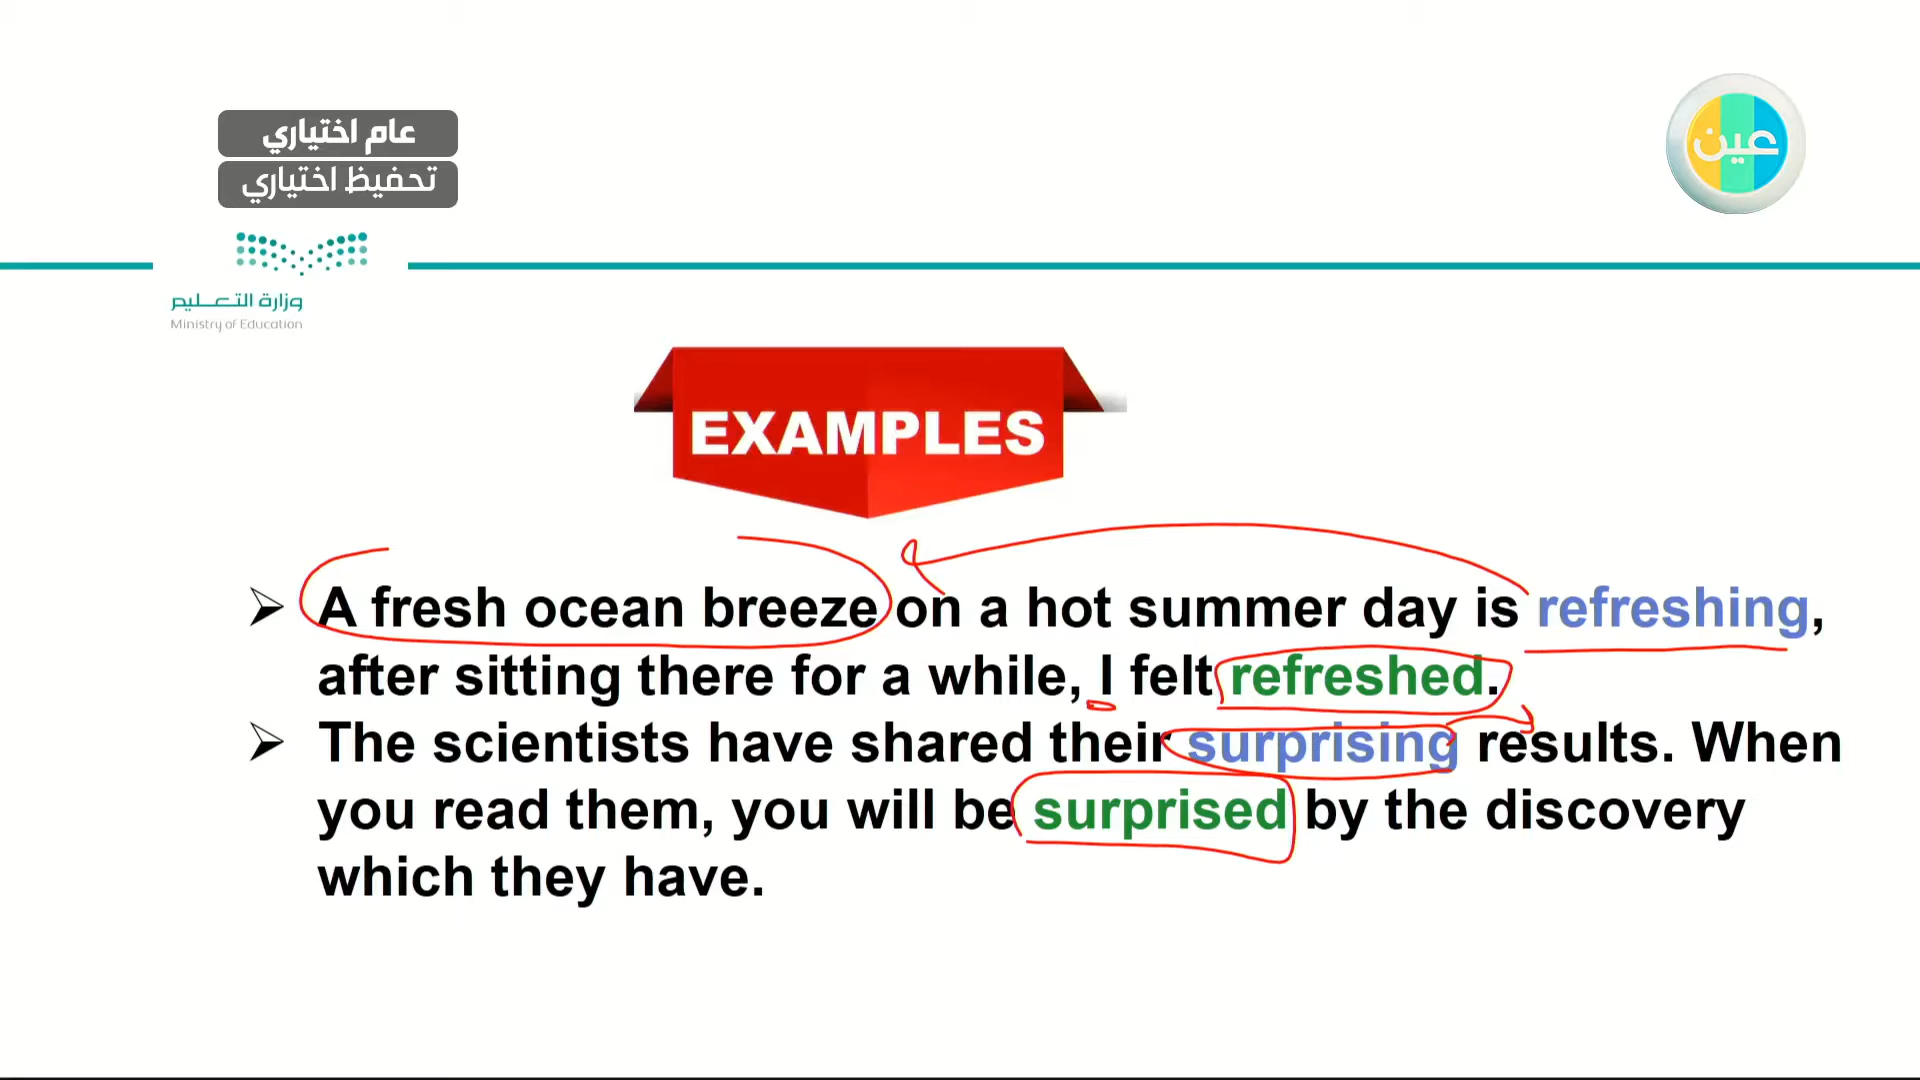 عام اختياري
تحفيظ اختياري
عين
وزارة التعليم
Ministry of Education
EXAMPLES
A fresh ocean breeze on a hot summer day is refreshing,
after sitting there for a while, I felt refreshed.
The scientists have shared their surprising results. When
you read them, you will be surprised by the discovery
which they have.